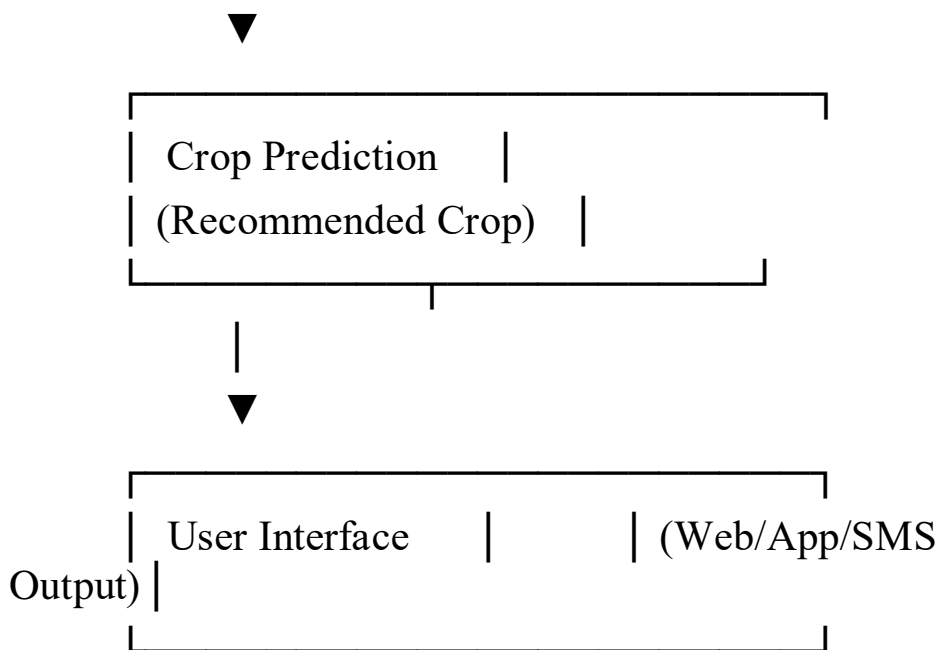 Crop Prediction
(Recommended Crop)
User Interface (Web/App/SMS
Output)